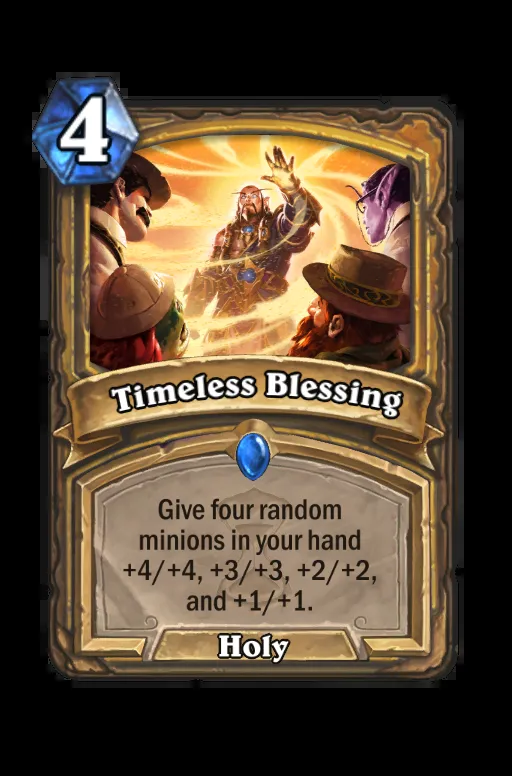 4
Timeless Blessing
Give four random
minions in your hand
+4/+4, +3/+3, +2/+2,
and +1/+1.
Holy